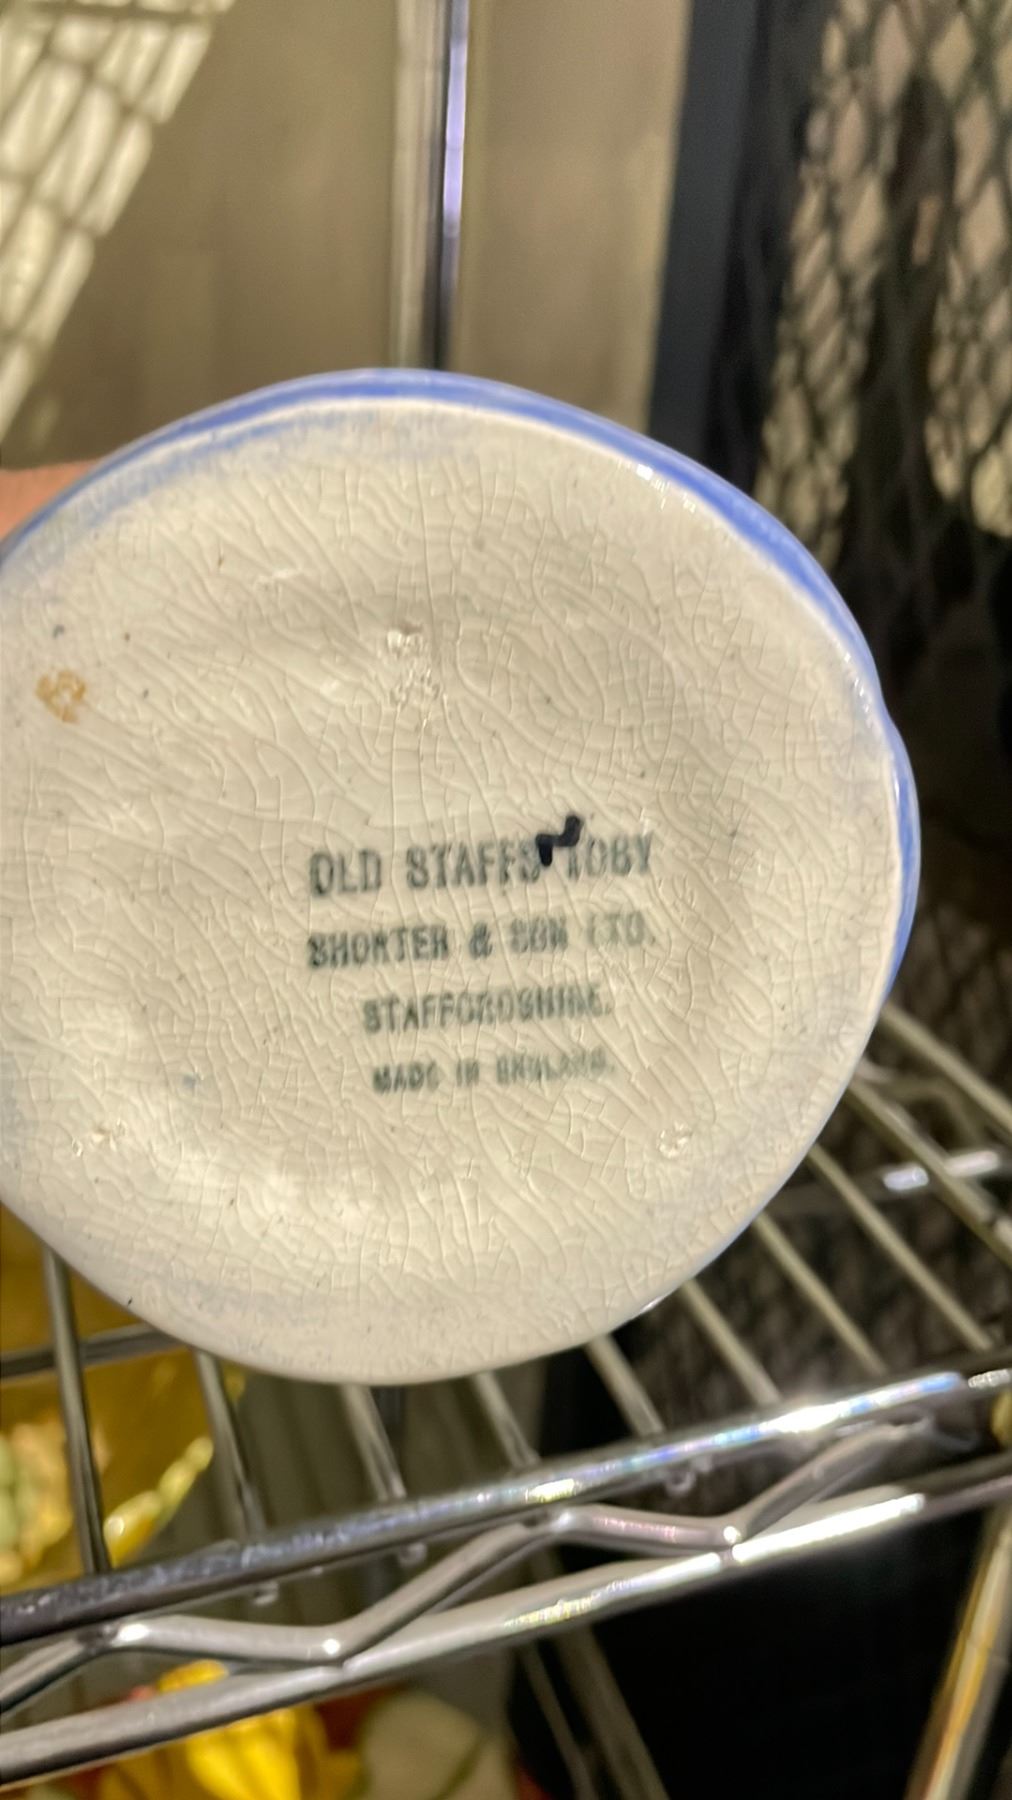 OLD STAFFS TOBY
SHORTER & SON LTD.
STAFFORDSHIRE.
MADE IN ENGLAND.